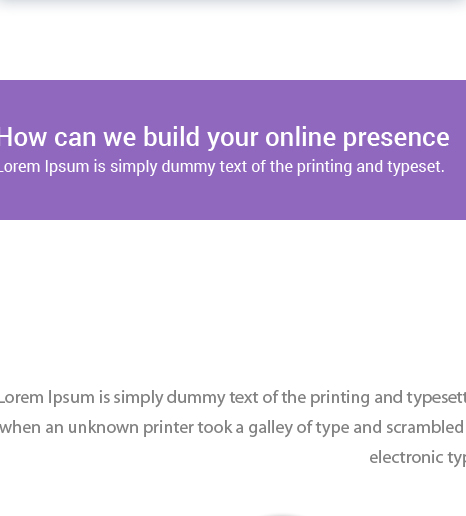 How can we build your online presence
Lorem Ipsum is simply dummy text of the printing and typeset.
Lorem Ipsum is simply dummy text of the printing and
when an unknown printer took a galley of type and scrambled
electronic